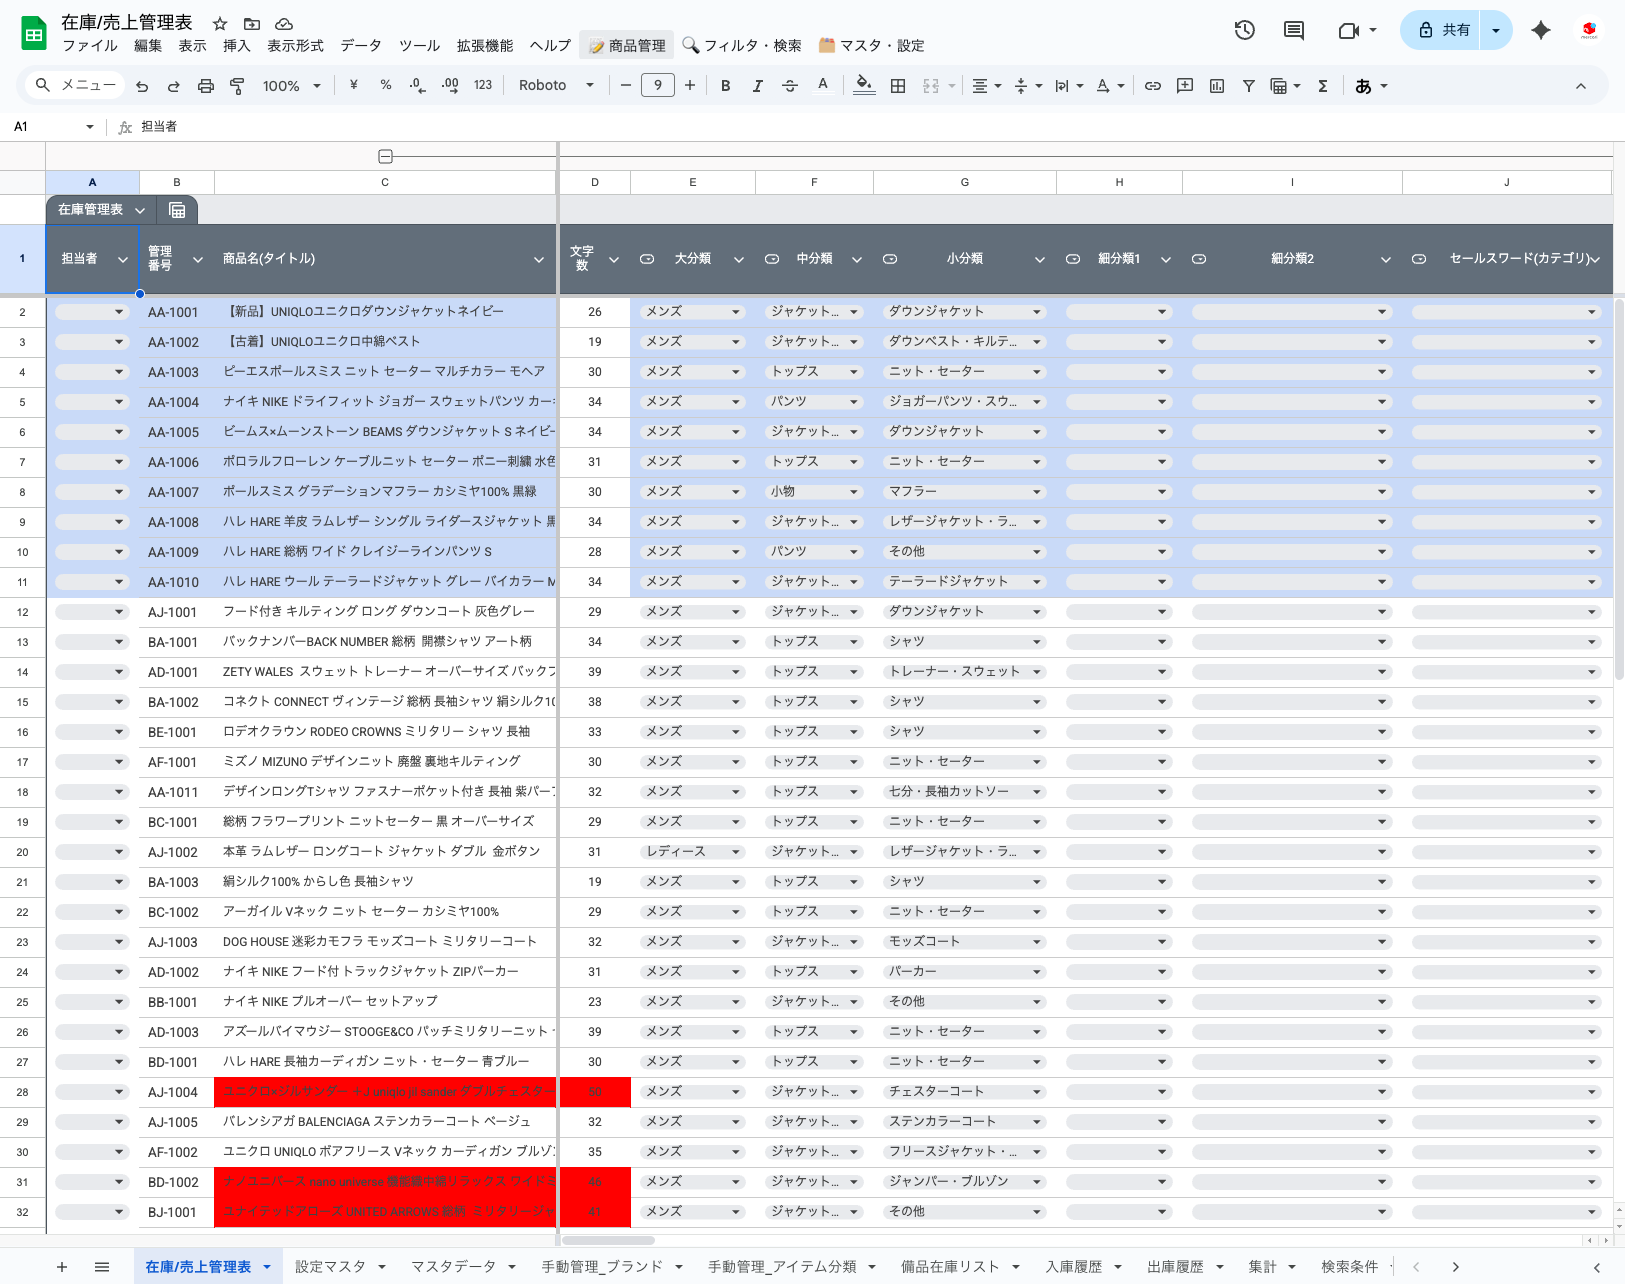 在庫/売上管理表
ファイル 編集 表示 挿入 表示形式 データ ツール 拡張機能 ヘルプ 📝商品管理 🔍フィルタ・検索 🗂️マスタ・設定
共有
メニュー 100% ¥ % .0 .00 123 Roboto 9 B I A あ
A1 fx 担当者
A B C D E F G H I J
在庫管理表
1 担当者 管理番号 商品名(タイトル) 文字数 大分類 中分類 小分類 細分類1 細分類2 セールスワード(カテゴリ)
2 AA-1001 【新品】UNIQLOユニクロダウンジャケットネイビー 26 メンズ ジャケット... ダウンジャケット
3 AA-1002 【古着】UNIQLOユニクロ中綿ベスト 19 メンズ ジャケット... ダウンベスト・キルテ...
4 AA-1003 ピーエスポールスミス ニット セーター マルチカラー モヘア 30 メンズ トップス ニット・セーター
5 AA-1004 ナイキ NIKE ドライフィット ジョガー スウェットパンツ カー 34 メンズ パンツ ジョガーパンツ・スウ...
6 AA-1005 ビームス×ムーンストーン BEAMS ダウンジャケット S ネイビー 34 メンズ ジャケット... ダウンジャケット
7 AA-1006 ポロラルフローレン ケーブルニット セーター ポニー刺繍 水色 31 メンズ トップス ニット・セーター
8 AA-1007 ポールスミス グラデーションマフラー カシミヤ100% 黒緑 30 メンズ 小物 マフラー
9 AA-1008 ハレ HARE 羊皮 ラムレザー シングル ライダースジャケット 黒 34 メンズ ジャケット... レザージャケット・ラ...
10 AA-1009 ハレ HARE 総柄 ワイド クレイジーラインパンツ S 28 メンズ パンツ その他
11 AA-1010 ハレ HARE ウール テーラードジャケット グレー バイカラー M 34 メンズ ジャケット... テーラードジャケット
12 AJ-1001 フード付き キルティング ロング ダウンコート 灰色グレー 29 メンズ ジャケット... ダウンジャケット
13 BA-1001 バックナンバーBACK NUMBER 総柄 開襟シャツ アート柄 34 メンズ トップス シャツ
14 AD-1001 ZETY WALES スウェット トレーナー オーバーサイズ バックプ 39 メンズ トップス トレーナー・スウェット
15 BA-1002 コネクト CONNECT ヴィンテージ 総柄 長袖シャツ 絹シルク10 38 メンズ トップス シャツ
16 BE-1001 ロデオクラウン RODEO CROWNS ミリタリー シャツ 長袖 33 メンズ トップス シャツ
17 AF-1001 ミズノ MIZUNO デザインニット 廃盤 裏地キルティング 30 メンズ トップス ニット・セーター
18 AA-1011 デザインロングTシャツ ファスナーポケット付き 長袖 紫パープ 32 メンズ トップス 七分・長袖カットソー
19 BC-1001 総柄 フラワープリント ニットセーター 黒 オーバーサイズ 29 メンズ トップス ニット・セーター
20 AJ-1002 本革 ラムレザー ロングコート ジャケット ダブル 金ボタン 31 レディース ジャケット... レザージャケット・ラ...
21 BA-1003 絹シルク100% からし色 長袖シャツ 19 メンズ トップス シャツ
22 BC-1002 アーガイル Vネック ニット セーター カシミヤ100% 29 メンズ トップス ニット・セーター
23 AJ-1003 DOG HOUSE 迷彩カモフラ モッズコート ミリタリーコート 32 メンズ ジャケット... モッズコート
24 AD-1002 ナイキ NIKE フード付 トラックジャケット ZIPパーカー 31 メンズ トップス パーカー
25 BB-1001 ナイキ NIKE プルオーバー セットアップ 23 メンズ ジャケット... その他
26 AD-1003 アズールバイマウジー STOOGE&CO パッチミリタリーニット 39 メンズ トップス ニット・セーター
27 BD-1001 ハレ HARE 長袖カーディガン ニット・セーター 青ブルー 30 メンズ トップス ニット・セーター
28 AJ-1004 ユニクロ×ジルサンダー +J uniqlo jil sander ダブルチェスター 50 メンズ ジャケット... チェスターコート
29 AJ-1005 バレンシアガ BALENCIAGA ステンカラーコート ベージュ 32 メンズ ジャケット... ステンカラーコート
30 AF-1002 ユニクロ UNIQLO ボアフリース Vネック カーディガン ブルゾン 35 メンズ ジャケット... フリースジャケット・...
31 BD-1002 ナノユニバース nano universe リラックス ワイド 46 メンズ ジャケット... ジャンパー・ブルゾン
32 BJ-1001 ユナイテッドアローズ UNITED ARROWS 総柄 ミリタリージャ 41 メンズ ジャケット... その他
在庫/売上管理表 設定マスタ マスタデータ 手動管理_ブランド 手動管理_アイテム分類 備品在庫リスト 入庫履歴 出庫履歴 集計 検索条件